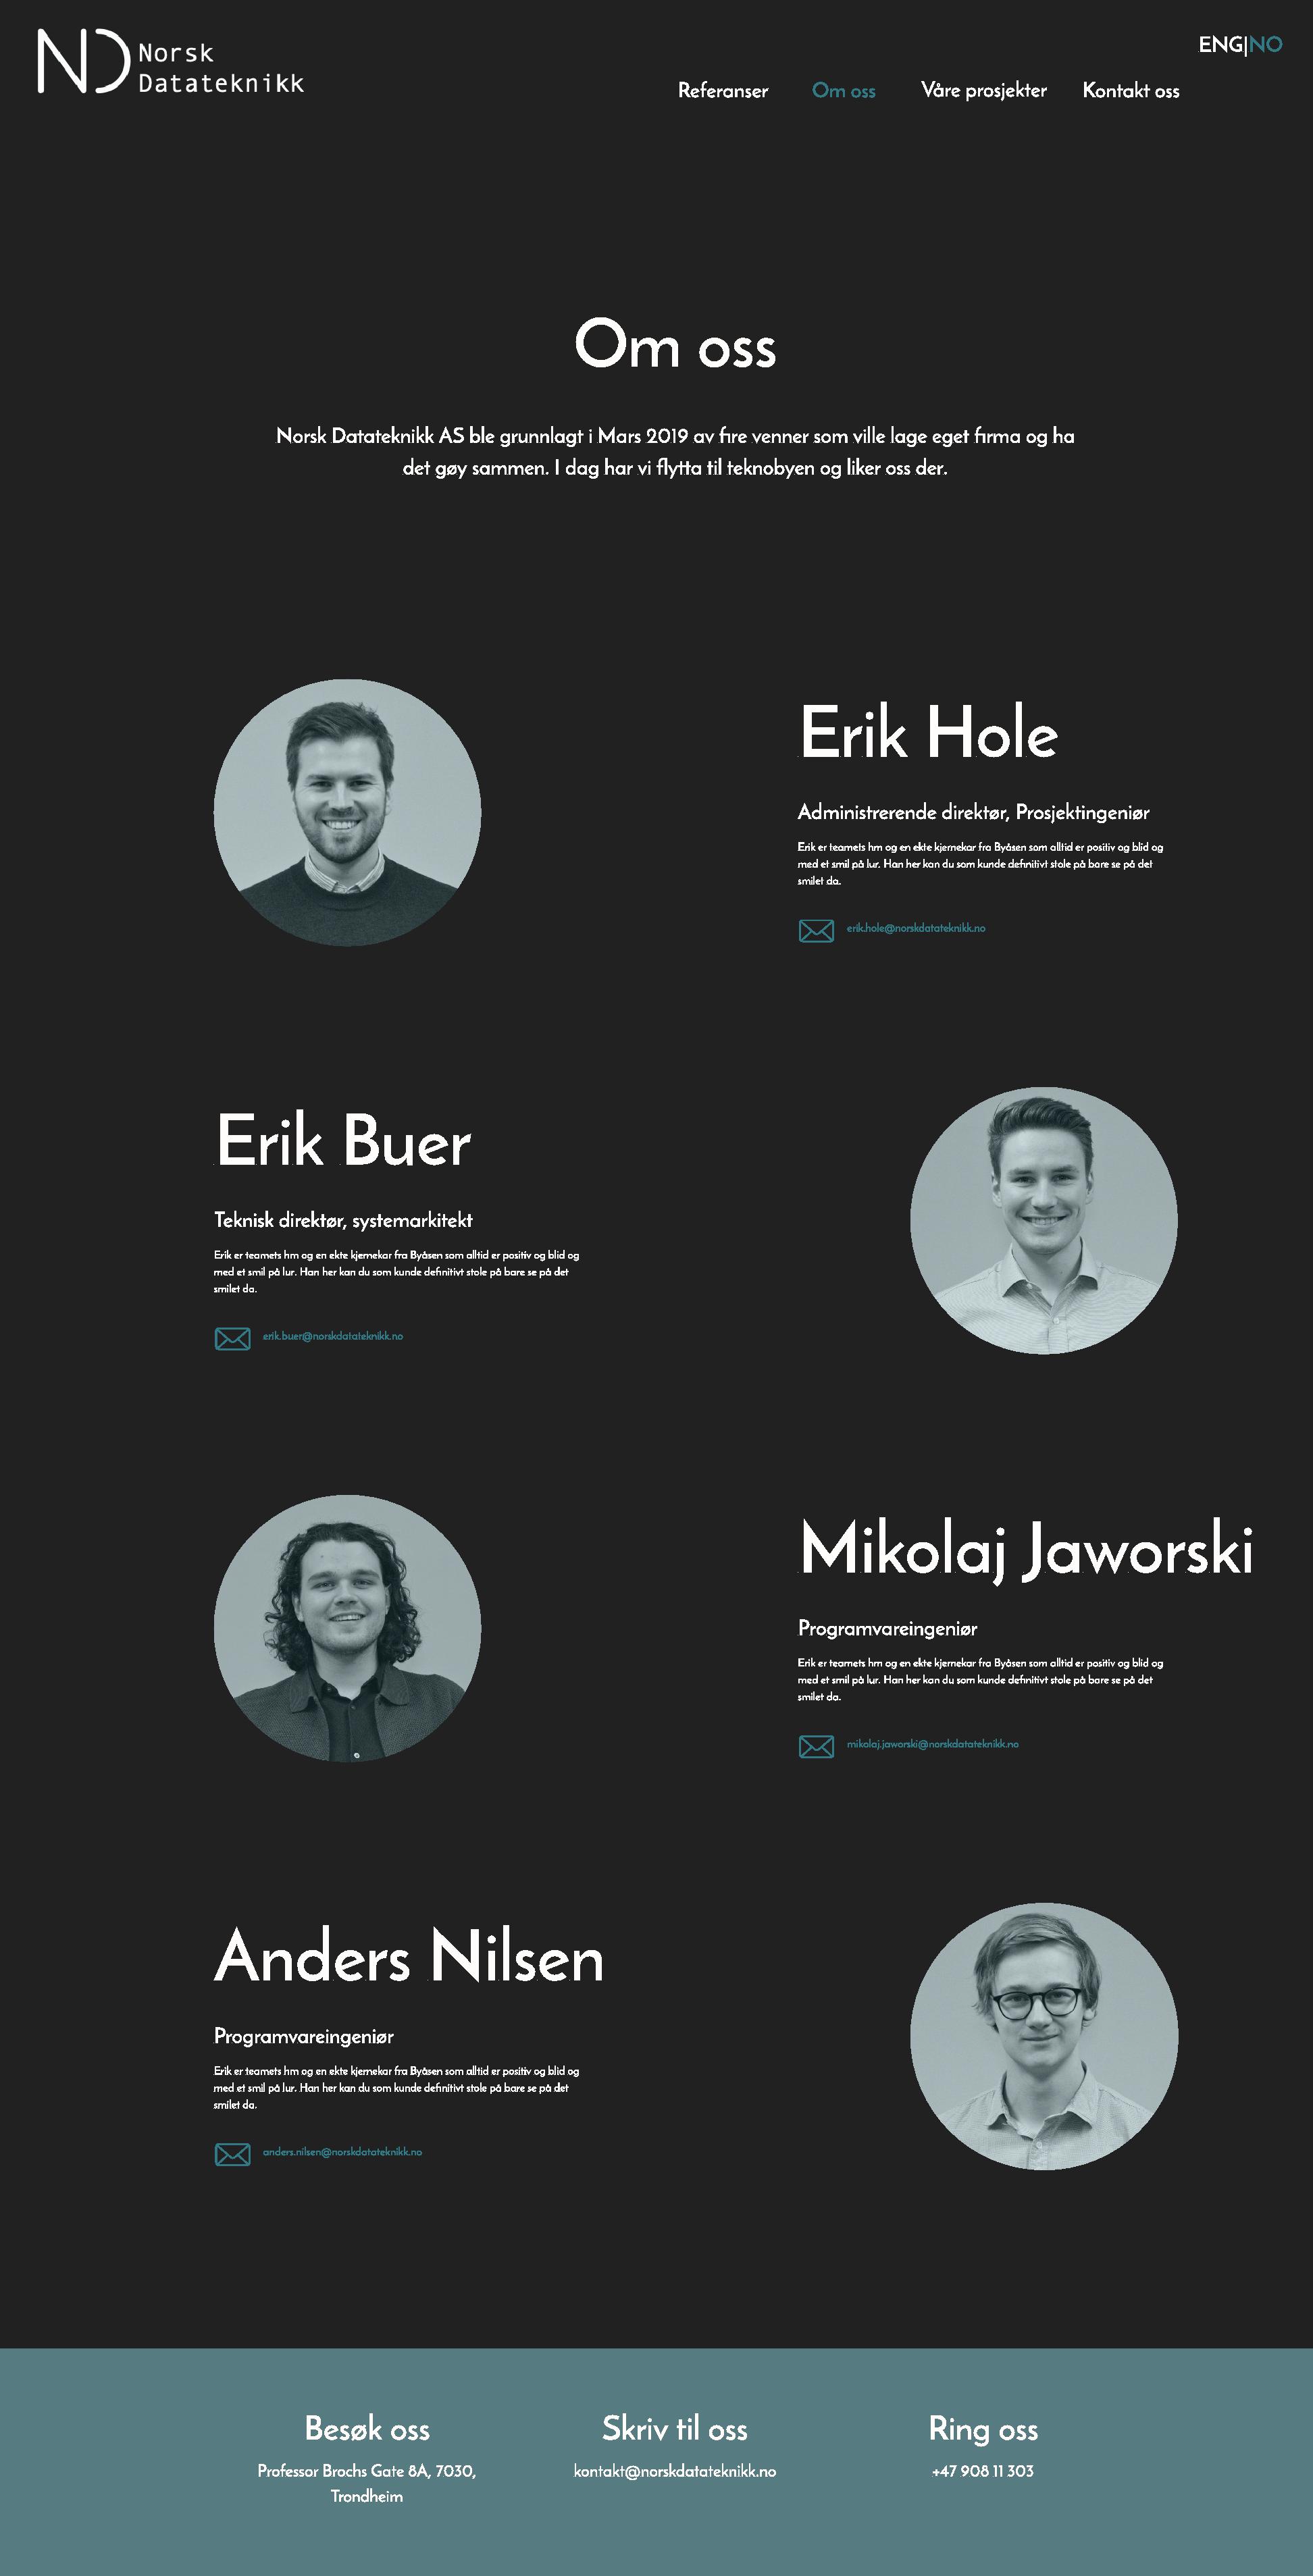 ND Norsk
Datateknikk
ENG|NO
Referanser Om oss Våre prosjekter Kontakt oss
Om oss
Norsk Datateknikk AS ble grunnlagt i Mars 2019 av fire venner som ville lage eget firma og ha
det gøy sammen. I dag har vi flytta til teknobyen og liker oss der.
Erik Hole
Administrerende direktør, Prosjektingeniør
Erik er teamets hm og en ekte kjernekar fra Byåsen som alltid er positiv og blid og
med et smil på lur. Han her kan du som kunde definitivt stole på bare se på det
smilet da.
erik.hole@norskdatateknikk.no
Erik Buer
Teknisk direktør, systemarkitekt
Erik er teamets hm og en ekte kjernekar fra Byåsen som alltid er positiv og blid og
med et smil på lur. Han her kan du som kunde definitivt stole på bare se på det
smilet da.
erik.buer@norskdatateknikk.no
Mikolaj Jaworski
Programvareingeniør
Erik er teamets hm og en ekte kjernekar fra Byåsen som alltid er positiv og blid og
med et smil på lur. Han her kan du som kunde definitivt stole på bare se på det
smilet da.
mikolaj.jaworski@norskdatateknikk.no
Anders Nilsen
Programvareingeniør
Erik er teamets hm og en ekte kjernekar fra Byåsen som alltid er positiv og blid og
med et smil på lur. Han her kan du som kunde definitivt stole på bare se på det
smilet da.
anders.nilsen@norskdatateknikk.no
Besøk oss
Professor Brochs Gate 8A, 7030,
Trondheim
Skriv til oss
kontakt@norskdatateknikk.no
Ring oss
+47 908 11 303